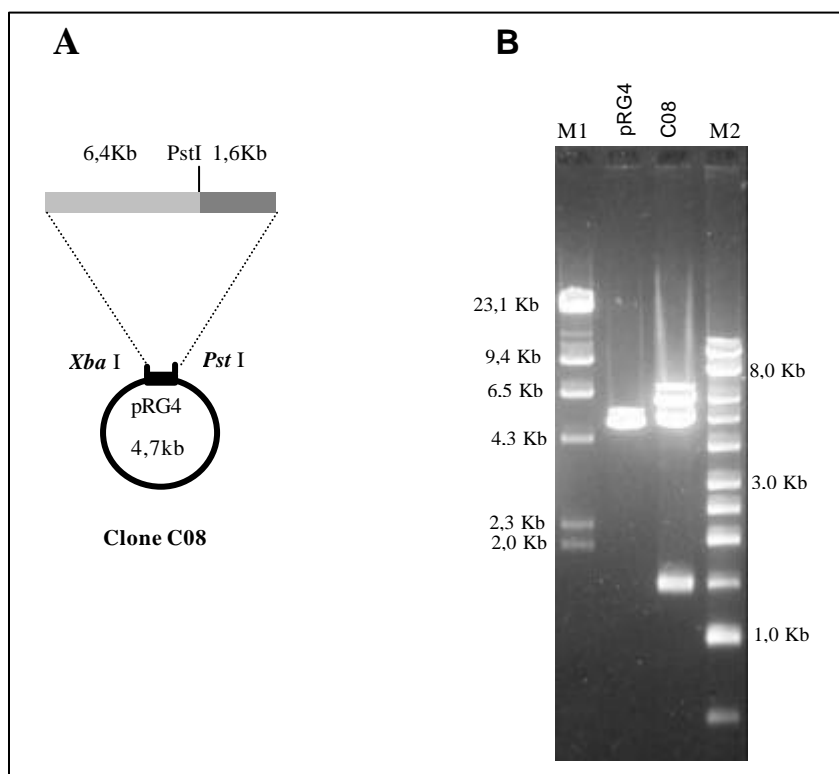 A
6,4Kb PstI 1,6Kb
Xba I Pst I
pRG4
4,7kb
Clone C08
B
M1 pRG4 C08 M2
23,1 Kb
9,4 Kb
6.5 Kb
4.3 Kb
2,3 Kb
2,0 Kb
8,0 Kb
3.0 Kb
1,0 Kb